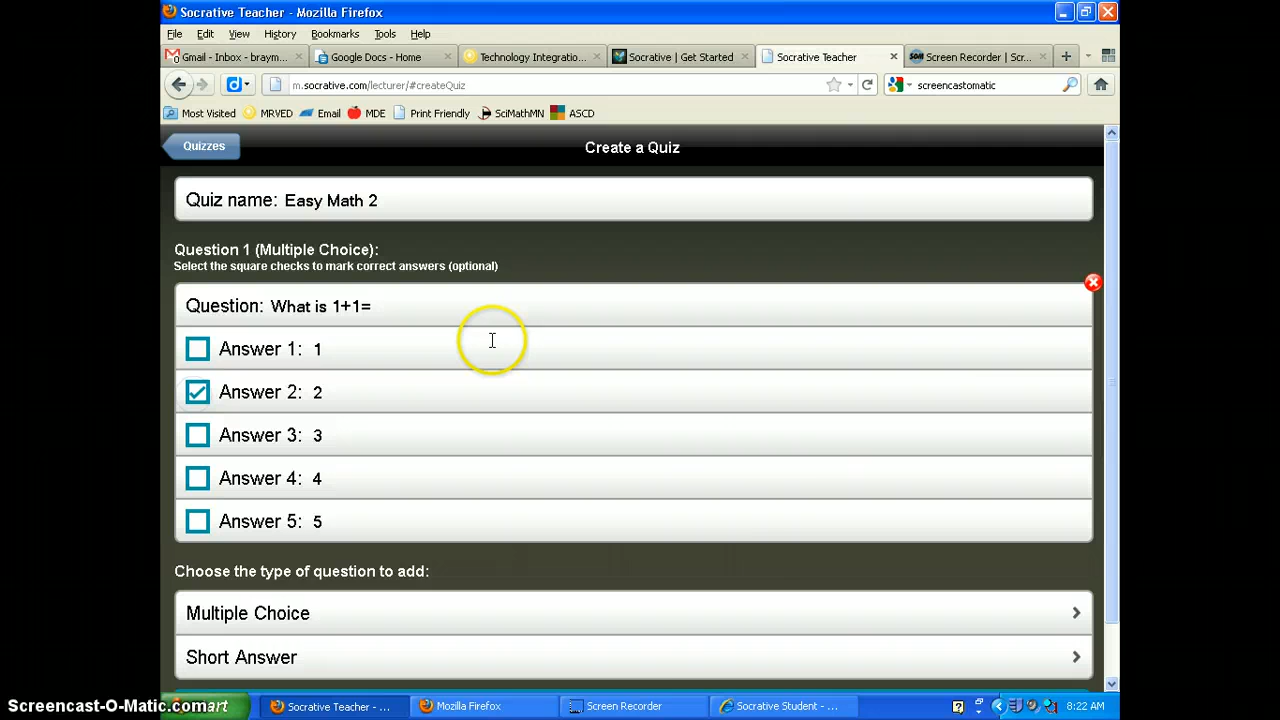 Socrative Teacher - Mozilla Firefox
File Edit View History Bookmarks Tools Help
Gmail - Inbox - braym... Google Docs - Home Technology Integratio... Socrative | Get Started Socrative Teacher Screen Recorder | Scr...
m.socrative.com/lecturer/#createQuiz screencastomatic
Most Visited MRVED Email MDE Print Friendly SciMathMN ASCD
Quizzes Create a Quiz
Quiz name: Easy Math 2
Question 1 (Multiple Choice):
Select the square checks to mark correct answers (optional)
Question: What is 1+1=
Answer 1: 1
Answer 2: 2
Answer 3: 3
Answer 4: 4
Answer 5: 5
Choose the type of question to add:
Multiple Choice
Short Answer
Screencast-O-Matic.com art Socrative Teacher - ... Mozilla Firefox Screen Recorder Socrative Student - ... 8:22 AM